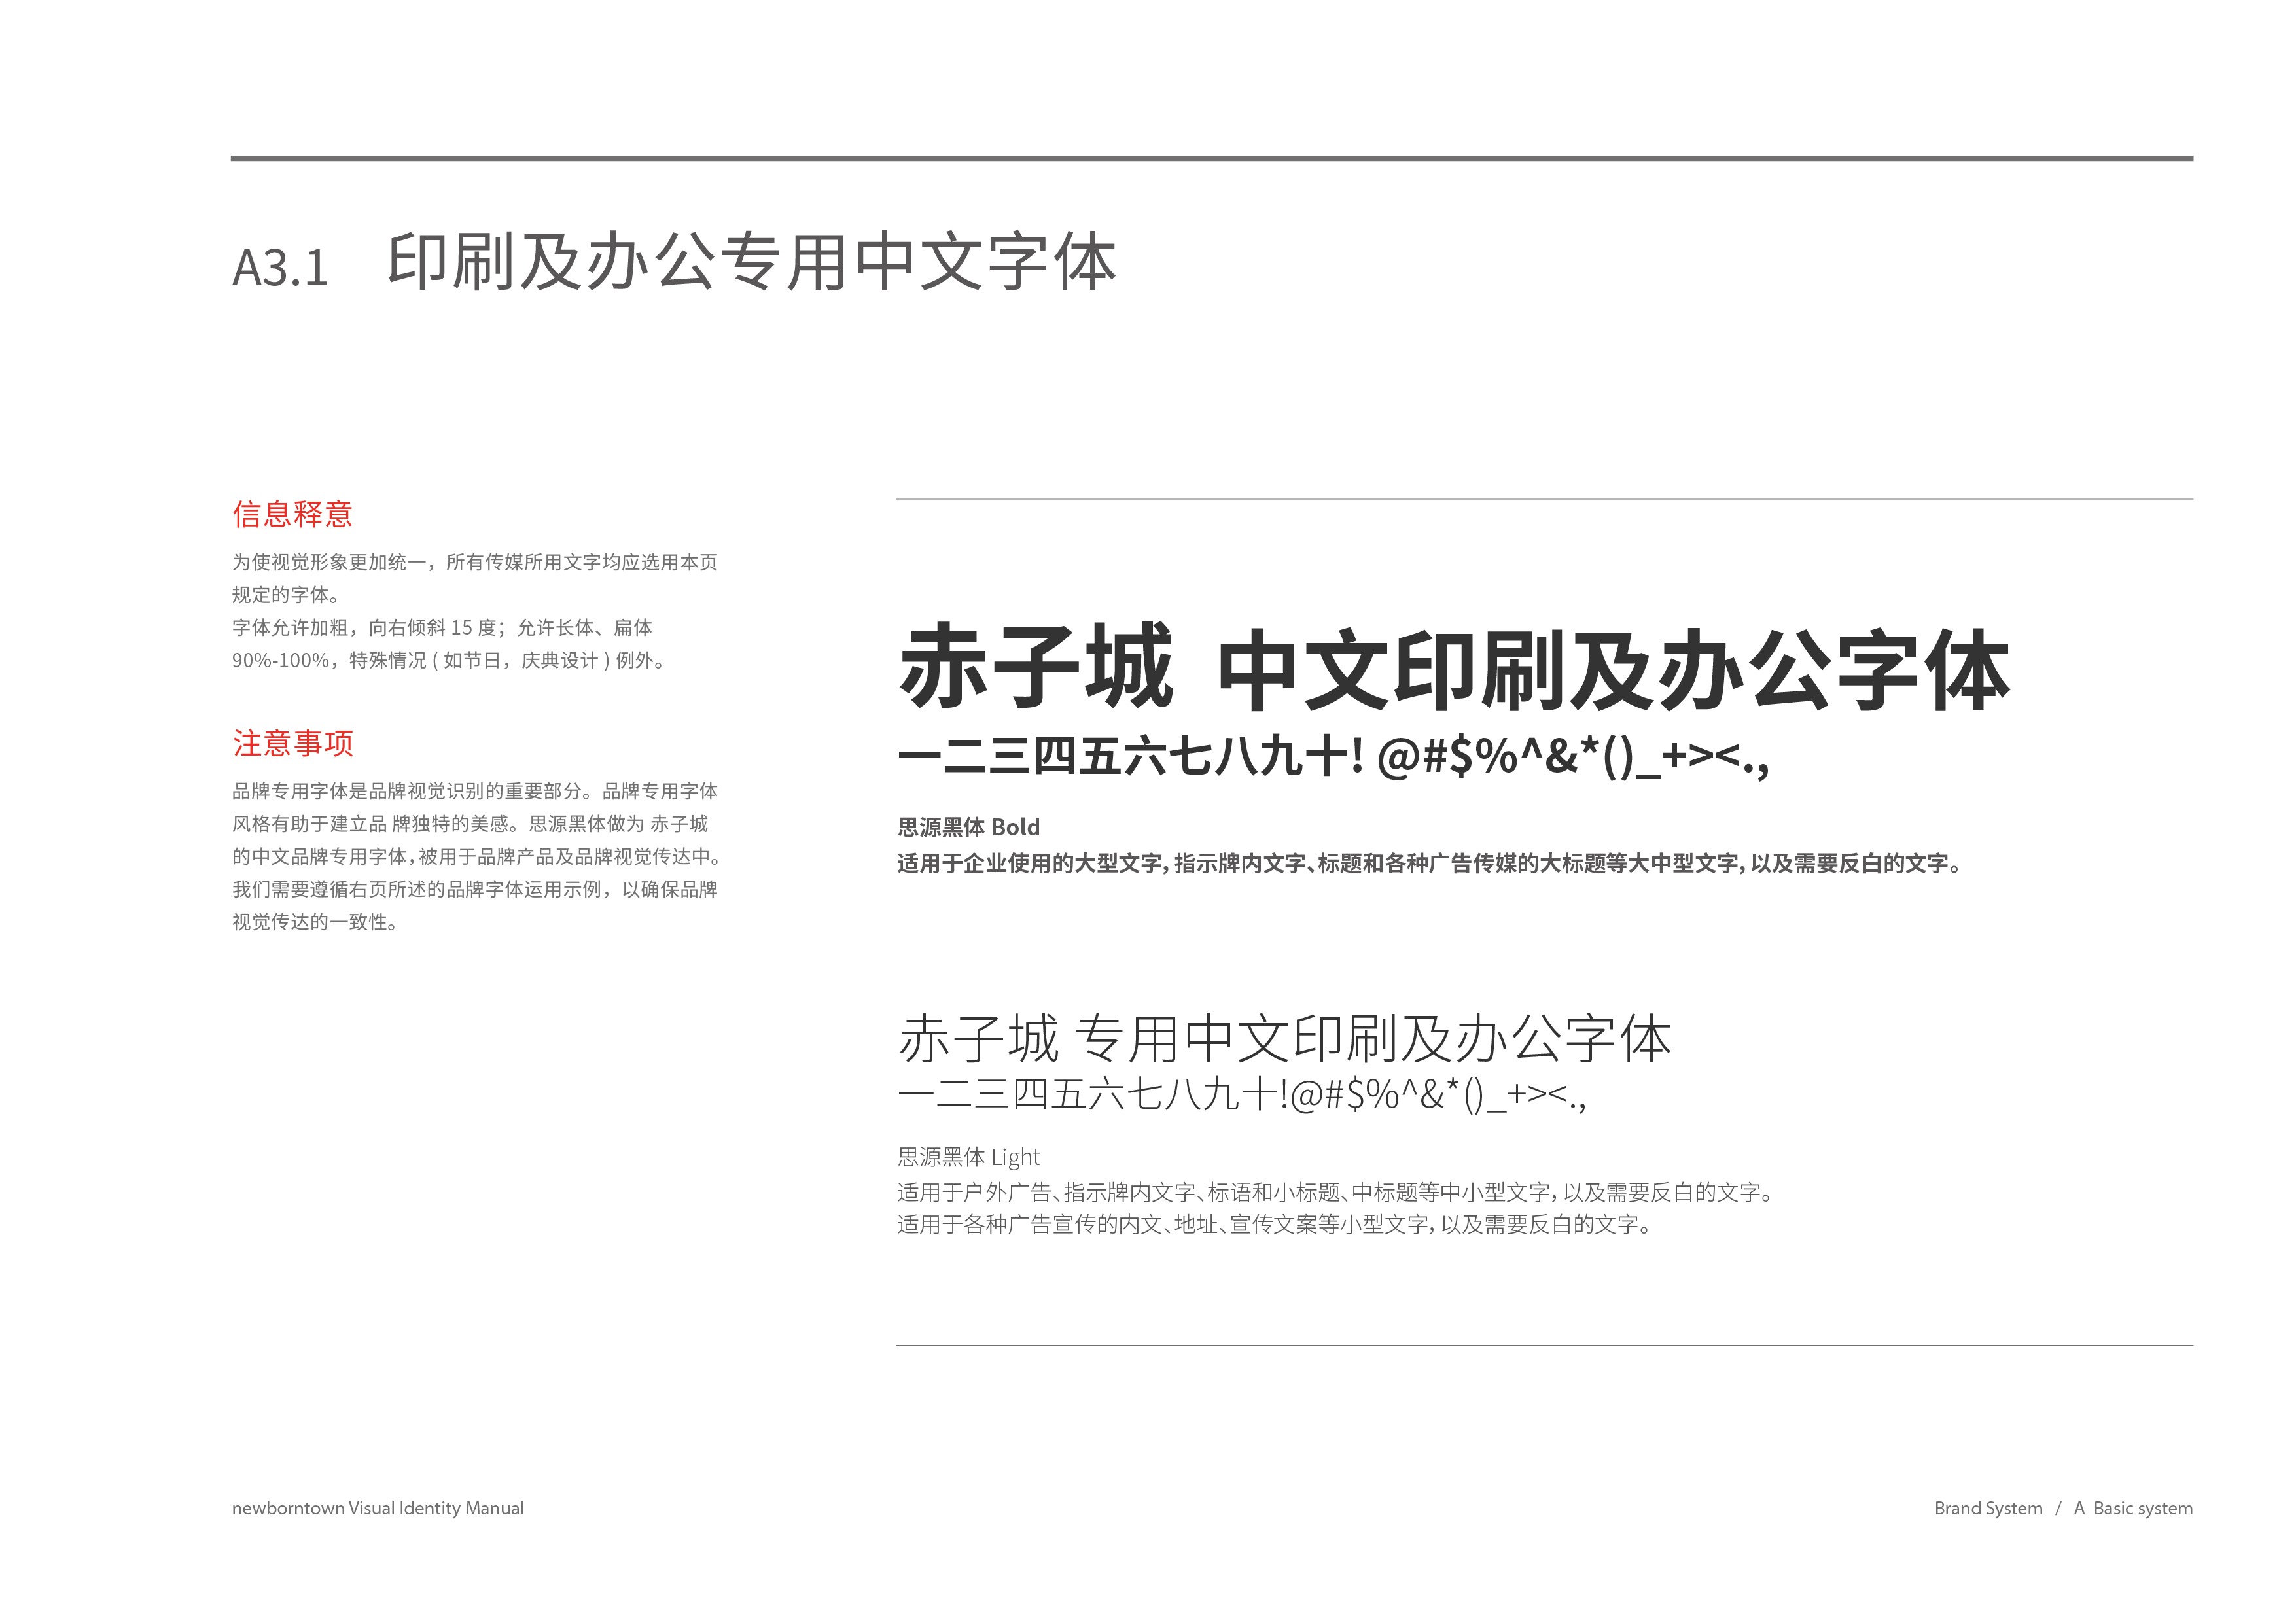 A3.1 印刷及办公专用中文字体
信息释意
为使视觉形象更加统一，所有传媒所用文字均应选用本页
规定的字体。
字体允许加粗，向右倾斜 15 度；允许长体、扁体
90%-100%，特殊情况 ( 如节日，庆典设计 ) 例外。
注意事项
品牌专用字体是品牌视觉识别的重要部分。品牌专用字体
风格有助于建立品 牌独特的美感。思源黑体做为 赤子城
的中文品牌专用字体，被用于品牌产品及品牌视觉传达中。
我们需要遵循右页所述的品牌字体运用示例，以确保品牌
视觉传达的一致性。
赤子城 中文印刷及办公字体
一二三四五六七八九十! @#$%^&*()_+><.,
思源黑体 Bold
适用于企业使用的大型文字，指示牌内文字、标题和各种广告传媒的大标题等大中型文字，以及需要反白的文字。
赤子城 专用中文印刷及办公字体
一二三四五六七八九十!@#$%^&*()_+><.,
思源黑体 Light
适用于户外广告、指示牌内文字、标语和小标题、中标题等中小型文字，以及需要反白的文字。
适用于各种广告宣传的内文、地址、宣传文案等小型文字，以及需要反白的文字。
newborntown Visual Identity Manual
Brand System / A Basic system